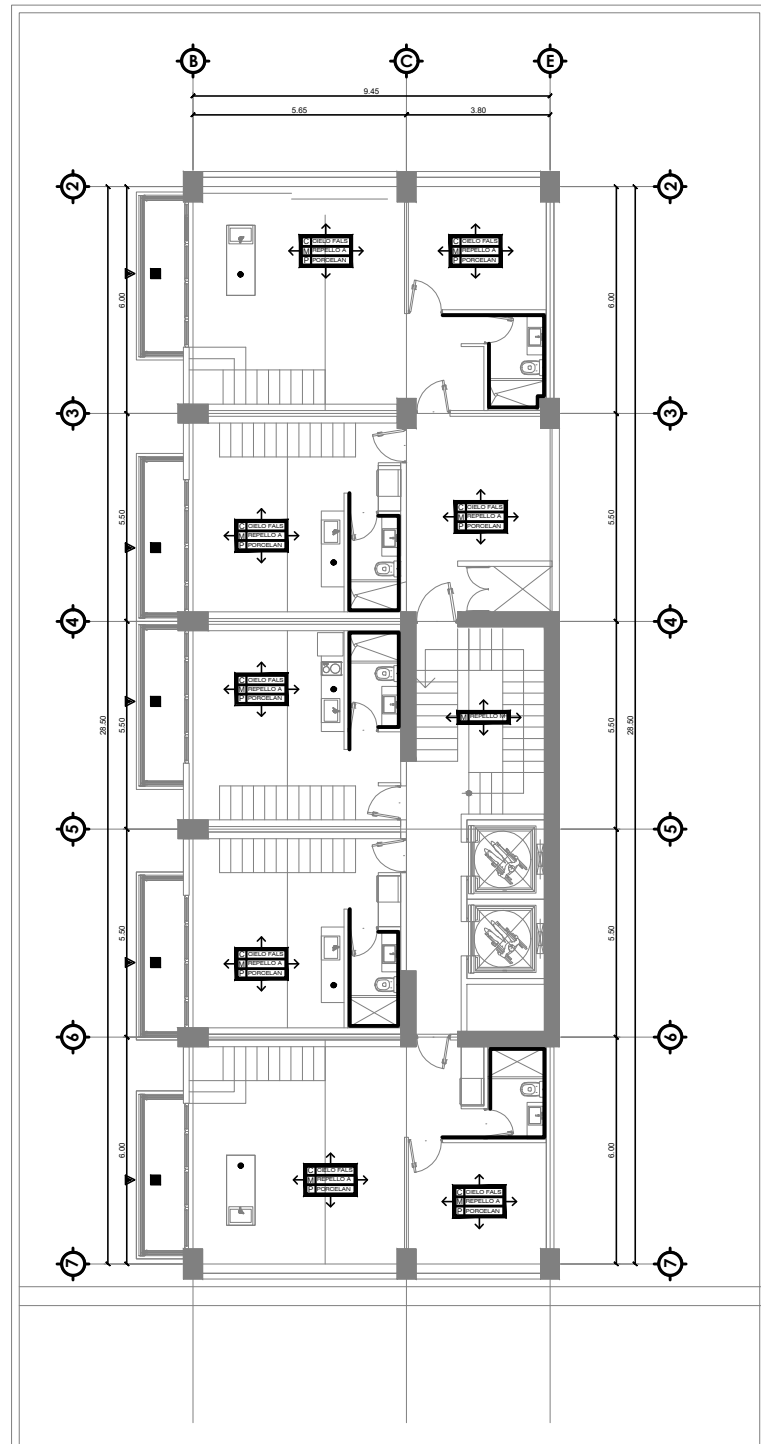 B
C
E
9.45
5.65
3.80
2
2
C CIELO FALS
M REPELLO A
P PORCELAN
C CIELO FALS
M REPELLO A
P PORCELAN
6.00
6.00
3
3
5.50
5.50
C CIELO FALS
M REPELLO A
P PORCELAN
C CIELO FALS
M REPELLO A
P PORCELAN
4
4
C CIELO FALS
M REPELLO A
P PORCELAN
28.50
5.50
M REPELLO M
5.50
28.50
5
5
5.50
5.50
C CIELO FALS
M REPELLO A
P PORCELAN
6
6
6.00
6.00
C CIELO FALS
M REPELLO A
P PORCELAN
C CIELO FALS
M REPELLO A
P PORCELAN
7
7